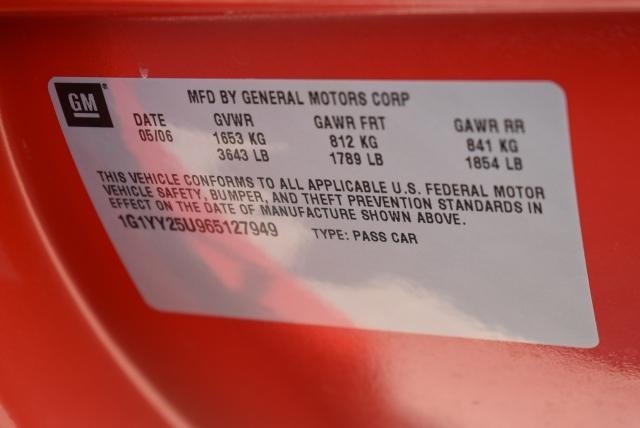 GM
MFD BY GENERAL MOTORS CORP
DATE GVWR GAWR FRT GAWR RR
05/06 1653 KG 812 KG 841 KG
3643 LB 1789 LB 1854 LB
THIS VEHICLE CONFORMS TO ALL APPLICABLE U.S. FEDERAL MOTOR
VEHICLE SAFETY, BUMPER, AND THEFT PREVENTION STANDARDS IN
EFFECT ON THE DATE OF MANUFACTURE SHOWN ABOVE.
1G1YY25U965127949 TYPE: PASS CAR